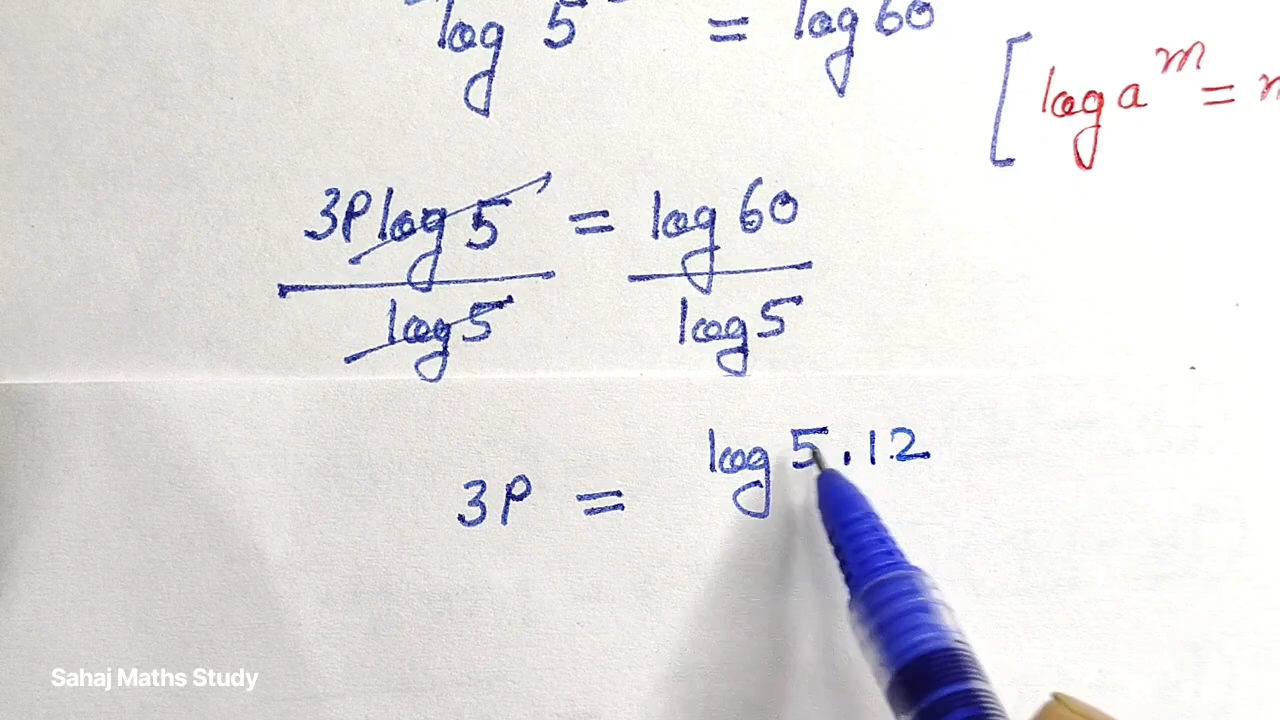 log 5 = log 60
[ log a^m =
3P log 5 = log 60
log 5 log 5
log 5.12
3P =
Sahaj Maths Study